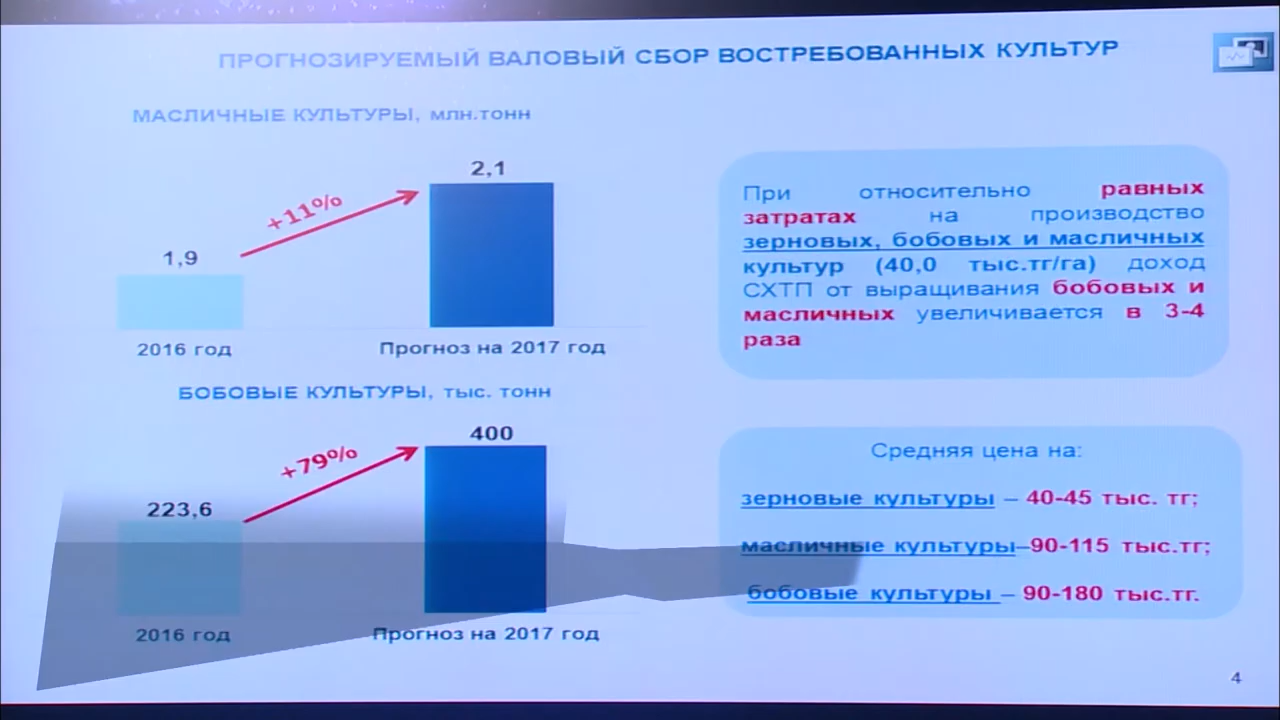 ПРОГНОЗИРУЕМЫЙ ВАЛОВЫЙ СБОР ВОСТРЕБОВАННЫХ КУЛЬТУР
МАСЛИЧНЫЕ КУЛЬТУРЫ, млн.тонн
2,1
+11%
1,9
2016 год
Прогноз на 2017 год
БОБОВЫЕ КУЛЬТУРЫ, тыс. тонн
400
+79%
223,6
2016 год
Прогноз на 2017 год
При относительно равных
затратах на производство
зерновых, бобовых и масличных
культур (40,0 тыс.тг/га) доход
СХТП от выращивания бобовых и
масличных увеличивается в 3-4
раза
Средняя цена на:
зерновые культуры – 40-45 тыс. тг;
масличные культуры–90-115 тыс.тг;
бобовые культуры – 90-180 тыс.тг.
4